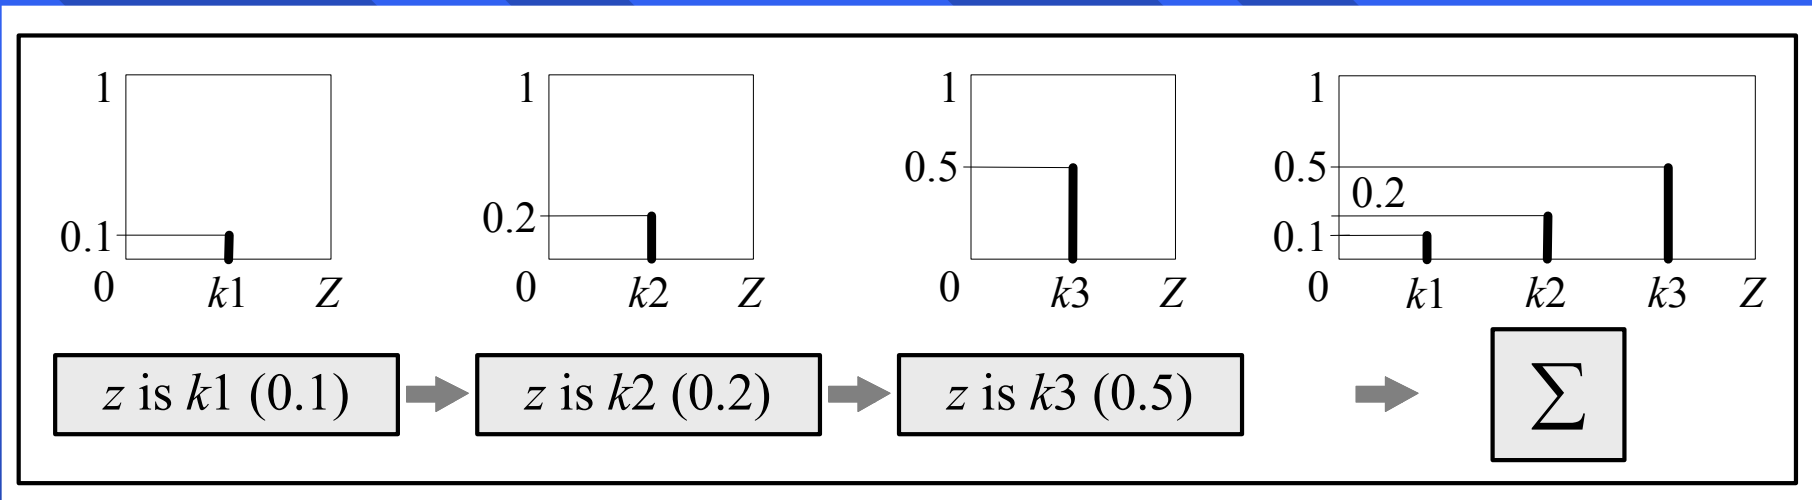 1
0.1
0
k1
Z
1
0.2
0
k2
Z
1
0.5
0
k3
Z
1
0.5
0.2
0.1
0
k1
k2
k3
Z
z is k1 (0.1)
z is k2 (0.2)
z is k3 (0.5)
∑